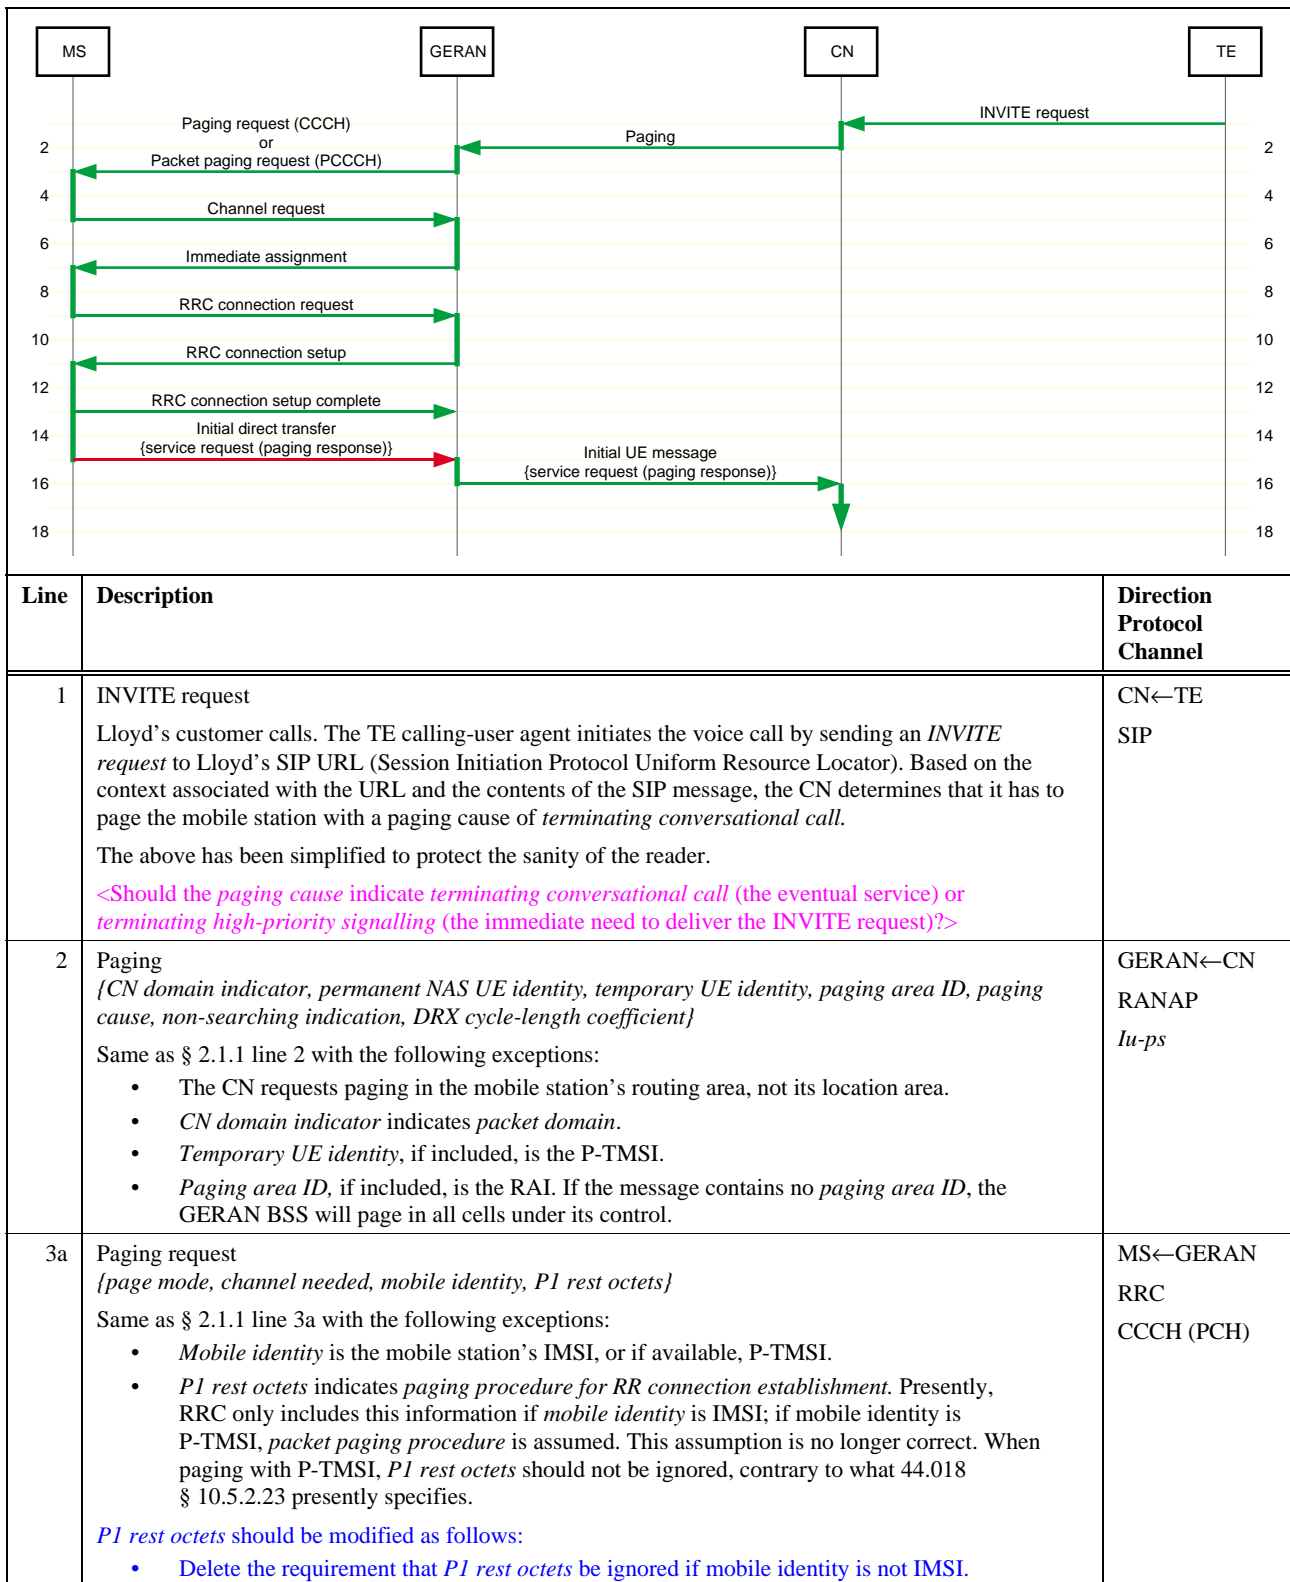 MS
GERAN
CN
TE
INVITE request
Paging request (CCCH)
or
Packet paging request (PCCCH)
Paging
2
2
4
4
Channel request
6
6
Immediate assignment
8
8
RRC connection request
10
10
RRC connection setup
12
12
RRC connection setup complete
Initial direct transfer
{service request (paging response)}
14
14
Initial UE message
{service request (paging response)}
16
16
18
18
Line
Description
Direction
Protocol
Channel
1
INVITE request
CN←TE
Lloyd’s customer calls. The TE calling-user agent initiates the voice call by sending an INVITE
SIP
request to Lloyd’s SIP URL (Session Initiation Protocol Uniform Resource Locator). Based on the
context associated with the URL and the contents of the SIP message, the CN determines that it has to
page the mobile station with a paging cause of terminating conversational call.
The above has been simplified to protect the sanity of the reader.
<Should the paging cause indicate terminating conversational call (the eventual service) or
terminating high-priority signalling (the immediate need to deliver the INVITE request)?>
2
Paging
GERAN←CN
{CN domain indicator, permanent NAS UE identity, temporary UE identity, paging area ID, paging
cause, non-searching indication, DRX cycle-length coefficient}
RANAP
Iu-ps
Same as § 2.1.1 line 2 with the following exceptions:
• The CN requests paging in the mobile station’s routing area, not its location area.
• CN domain indicator indicates packet domain.
• Temporary UE identity, if included, is the P-TMSI.
• Paging area ID, if included, is the RAI. If the message contains no paging area ID, the
GERAN BSS will page in all cells under its control.
3a
Paging request
MS←GERAN
{page mode, channel needed, mobile identity, P1 rest octets}
RRC
Same as § 2.1.1 line 3a with the following exceptions:
CCCH (PCH)
• Mobile identity is the mobile station’s IMSI, or if available, P-TMSI.
• P1 rest octets indicates paging procedure for RR connection establishment. Presently,
RRC only includes this information if mobile identity is IMSI; if mobile identity is
P-TMSI, packet paging procedure is assumed. This assumption is no longer correct. When
paging with P-TMSI, P1 rest octets should not be ignored, contrary to what 44.018
§ 10.5.2.23 presently specifies.
P1 rest octets should be modified as follows:
• Delete the requirement that P1 rest octets be ignored if mobile identity is not IMSI.